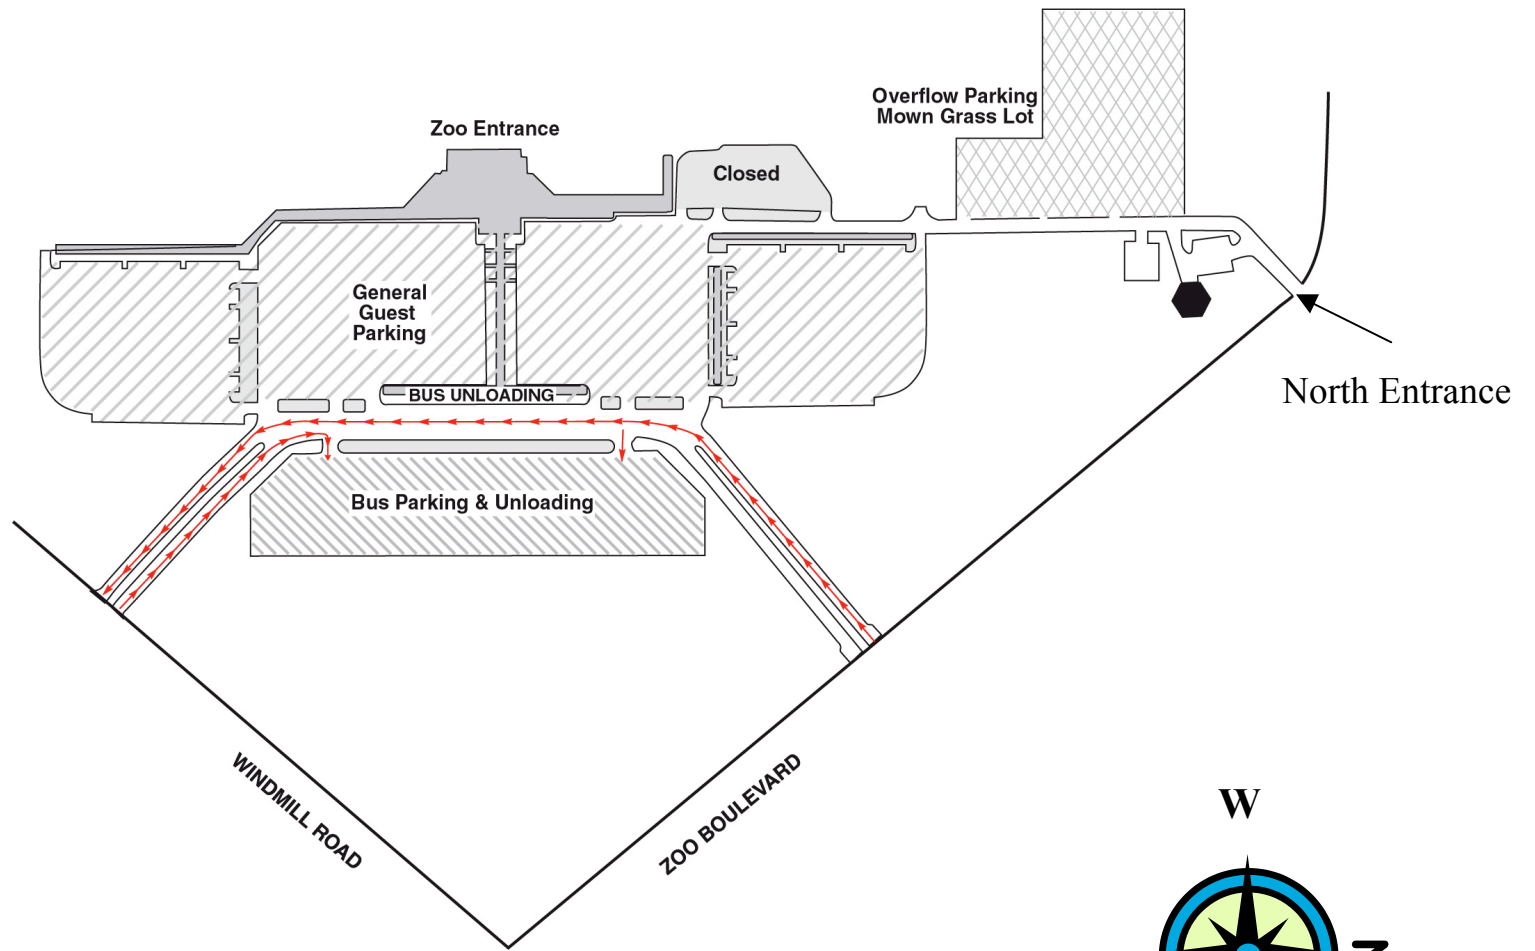 Overflow Parking
Mown Grass Lot
Zoo Entrance
Closed
General
Guest
Parking
North Entrance
BUS UNLOADING
Bus Parking & Unloading
WINDMILL ROAD
ZOO BOULEVARD
W